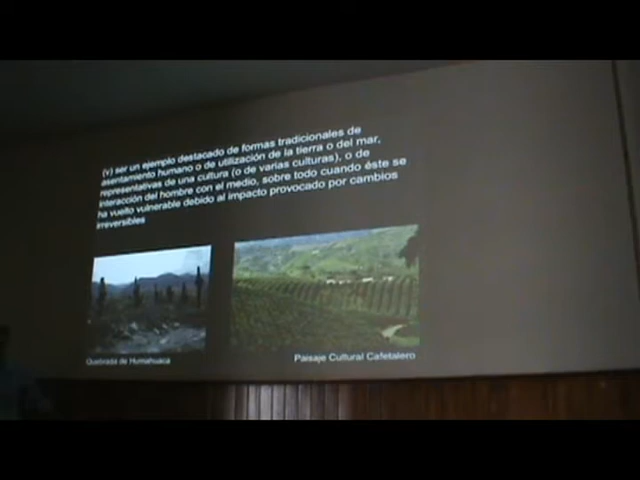 (v) ser un ejemplo destacado de formas tradicionales de
asentamiento humano o de utilización de la tierra o del mar,
representativas de una cultura (o de varias culturas), o de
interacción del hombre con el medio, sobre todo cuando éste se
ha vuelto vulnerable debido al impacto provocado por cambios
irreversibles
Quebrada de Humahuaca
Paisaje Cultural Cafetalero